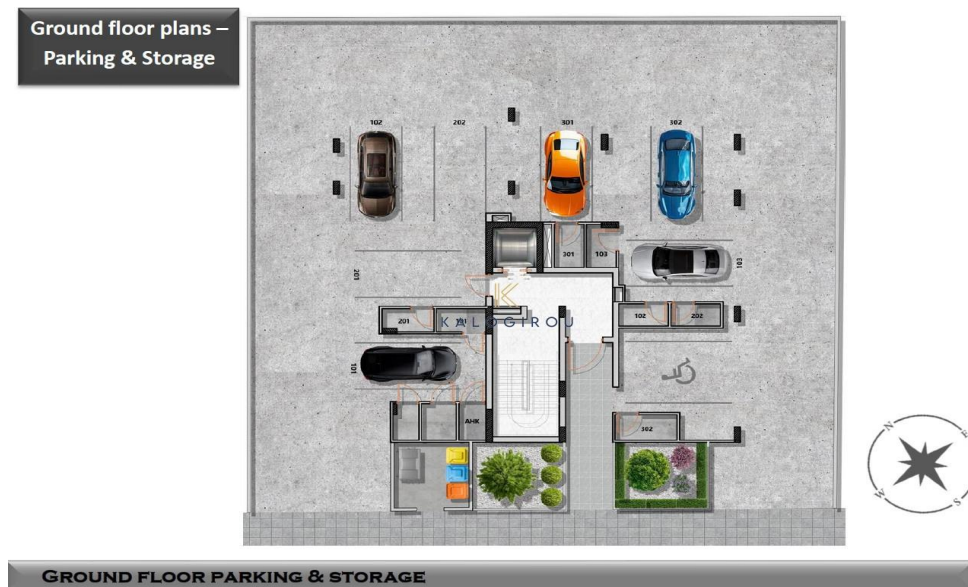 Ground floor plans –
Parking & Storage
102
202
301
302
301
103
103
201
201
KALOGIROU
102
202
101
AHK
302
N
E
S
W
GROUND FLOOR PARKING & STORAGE